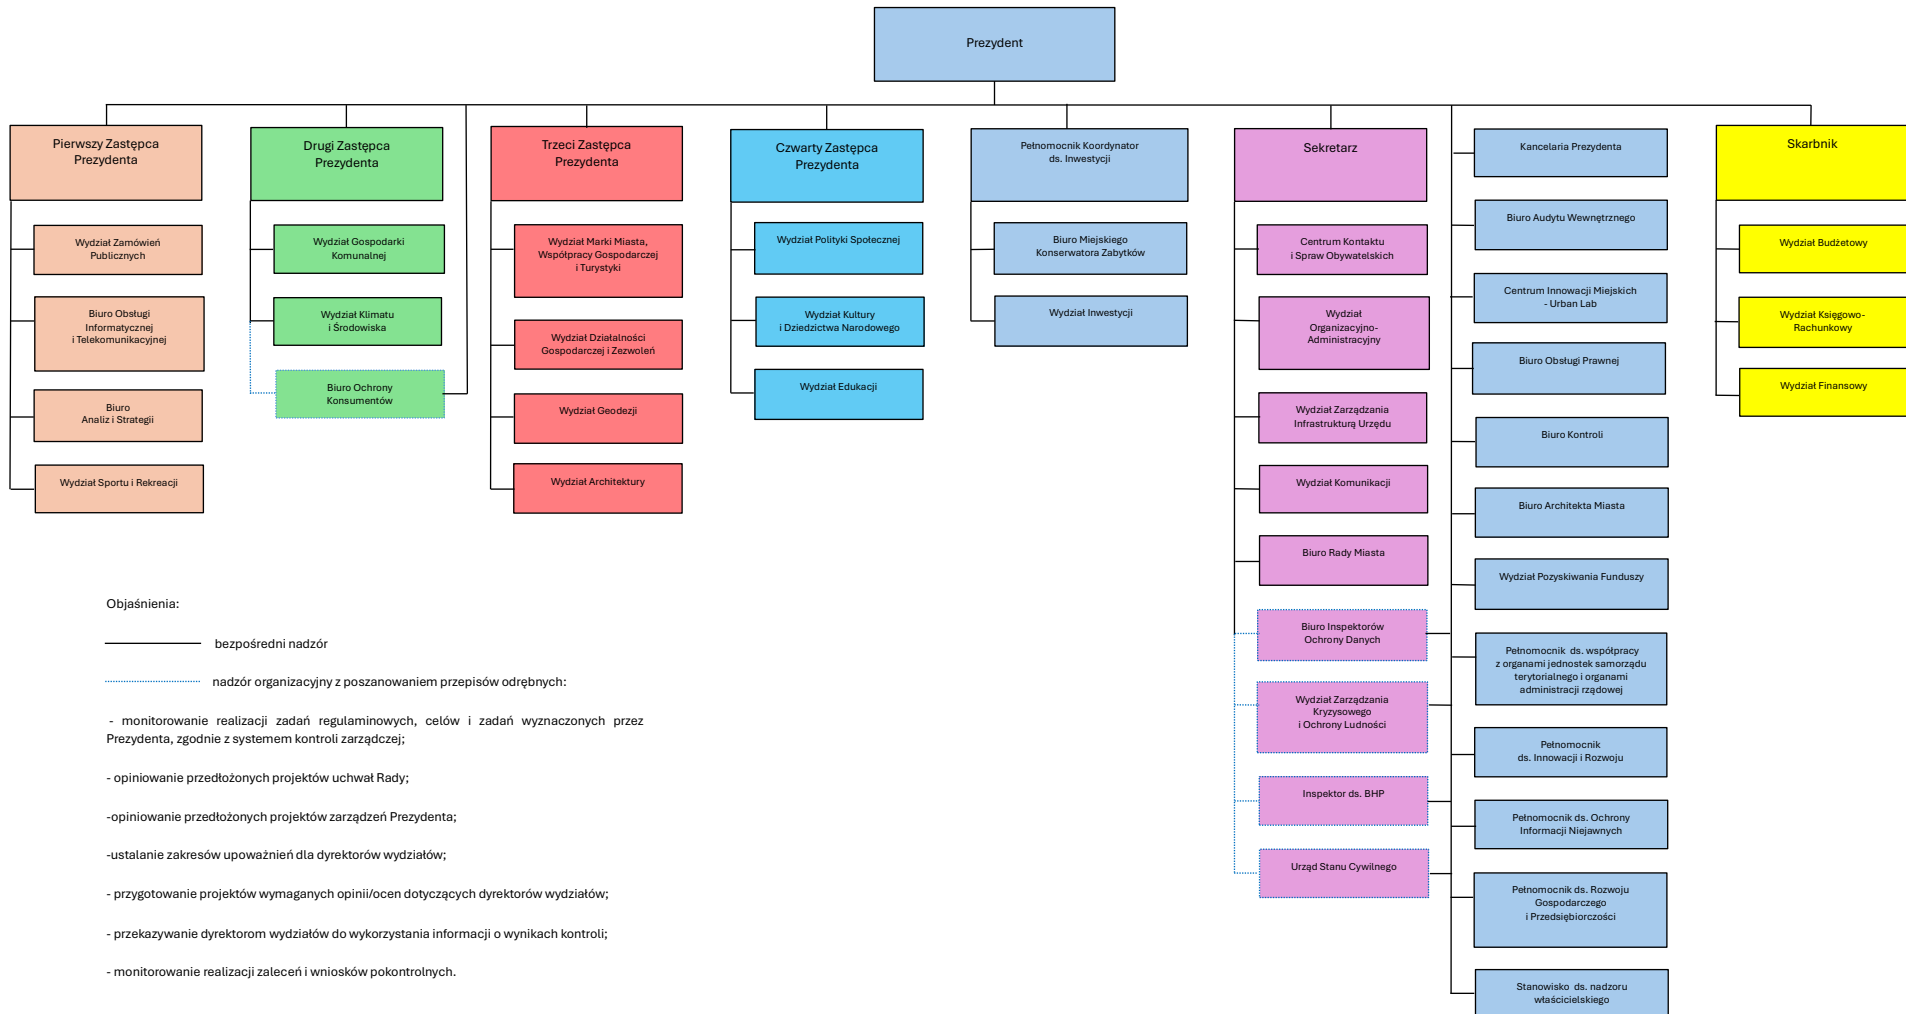 Prezydent
Pierwszy Zastępca
Prezydenta
Wydział Zamówień
Publicznych
Biuro Obsługi
Informatycznej
i Telekomunikacyjnej
Biuro
Analiz i Strategii
Wydział Sportu i Rekreacji
Drugi Zastępca
Prezydenta
Wydział Gospodarki
Komunalnej
Wydział Klimatu
i Środowiska
Biuro Ochrony
Konsumentów
Trzeci Zastępca
Prezydenta
Wydział Marki Miasta,
Współpracy Gospodarczej
i Turystyki
Wydział Działalności
Gospodarczej i Zezwoleń
Wydział Geodezji
Wydział Architektury
Czwarty Zastępca
Prezydenta
Wydział Polityki Społecznej
Wydział Kultury
i Dziedzictwa Narodowego
Wydział Edukacji
Pełnomocnik Koordynator
ds. Inwestycji
Biuro Miejskiego
Konserwatora Zabytków
Wydział Inwestycji
Sekretarz
Centrum Kontaktu
i Spraw Obywatelskich
Wydział
Organizacyjno-
Administracyjny
Wydział Zarządzania
Infrastrukturą Urzędu
Wydział Komunikacji
Biuro Rady Miasta
Biuro Inspektorów
Ochrony Danych
Wydział Zarządzania
Kryzysowego
i Ochrony Ludności
Inspektor ds. BHP
Urząd Stanu Cywilnego
Kancelaria Prezydenta
Biuro Audytu Wewnętrznego
Centrum Innowacji Miejskich
- Urban Lab
Biuro Obsługi Prawnej
Biuro Kontroli
Biuro Architekta Miasta
Wydział Pozyskiwania Funduszy
Pełnomocnik ds. współpracy
z organami jednostek samorządu
terytorialnego i organami
administracji rządowej
Pełnomocnik
ds. Innowacji i Rozwoju
Pełnomocnik ds. Ochrony
Informacji Niejawnych
Pełnomocnik ds. Rozwoju
Gospodarczego
i Przedsiębiorczości
Stanowisko ds. nadzoru
właścicielskiego
Skarbnik
Wydział Budżetowy
Wydział Księgowo-
Rachunkowy
Wydział Finansowy
Objaśnienia:
bezpośredni nadzór
nadzór organizacyjny z poszanowaniem przepisów odrębnych:
- monitorowanie realizacji zadań regulaminowych, celów i zadań wyznaczonych przez
Prezydenta, zgodnie z systemem kontroli zarządczej;
- opiniowanie przedłożonych projektów uchwał Rady;
-opiniowanie przedłożonych projektów zarządzeń Prezydenta;
-ustalanie zakresów upoważnień dla dyrektorów wydziałów;
- przygotowanie projektów wymaganych opinii/ocen dotyczących dyrektorów wydziałów;
- przekazywanie dyrektorom wydziałów do wykorzystania informacji o wynikach kontroli;
- monitorowanie realizacji zaleceń i wniosków pokontrolnych.